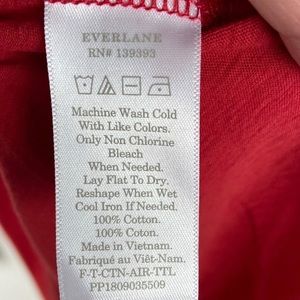 EVERLANE
RN# 139393
Machine Wash Cold
With Like Colors.
Only Non Chlorine
Bleach
When Needed.
Lay Flat To Dry.
Reshape When Wet
Cool Iron If Needed.
100% Cotton.
100% Coton.
Made in Vietnam.
Fabriqué au Viêt-Nam.
F-T-CTN-AIR-TTL
PP1809035509